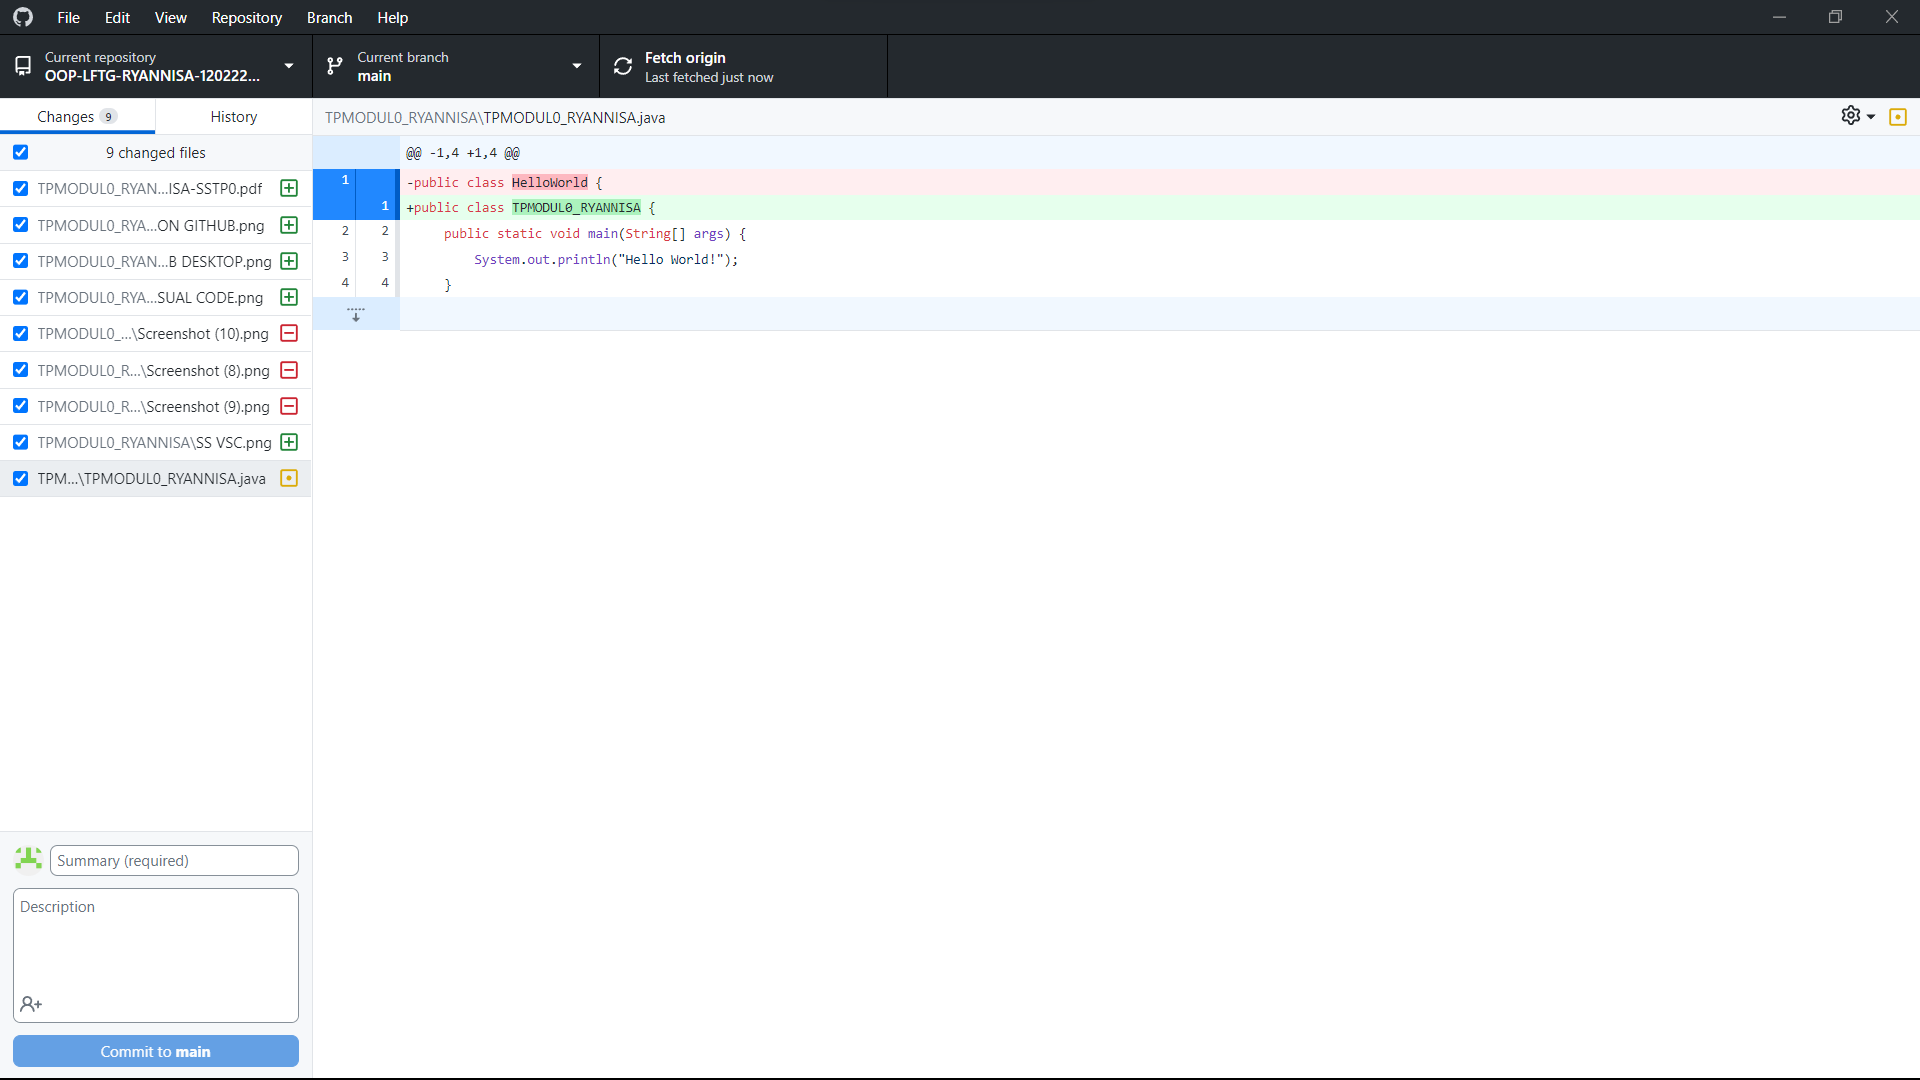 File Edit View Repository Branch Help
Current repository
OOP-LFTG-RYANNISA-120222...
Current branch
main
Fetch origin
Last fetched just now
Changes 9
History
TPMODUL0_RYANNISA\TPMODUL0_RYANNISA.java
9 changed files
TPMODUL0_RYAN...ISA-SSTP0.pdf
TPMODUL0_RYA...ON GITHUB.png
TPMODUL0_RYAN...B DESKTOP.png
TPMODUL0_RYA...SUAL CODE.png
TPMODUL0_...\Screenshot (10).png
TPMODUL0_R...\Screenshot (8).png
TPMODUL0_R...\Screenshot (9).png
TPMODUL0_RYANNISA\SS VSC.png
TPM...\TPMODUL0_RYANNISA.java
@@ -1,4 +1,4 @@
1 -public class HelloWorld {
1 +public class TPMODUL0_RYANNISA {
2 2 public static void main(String[] args) {
3 3 System.out.println("Hello World!");
4 4 }
Summary (required)
Description
Commit to main